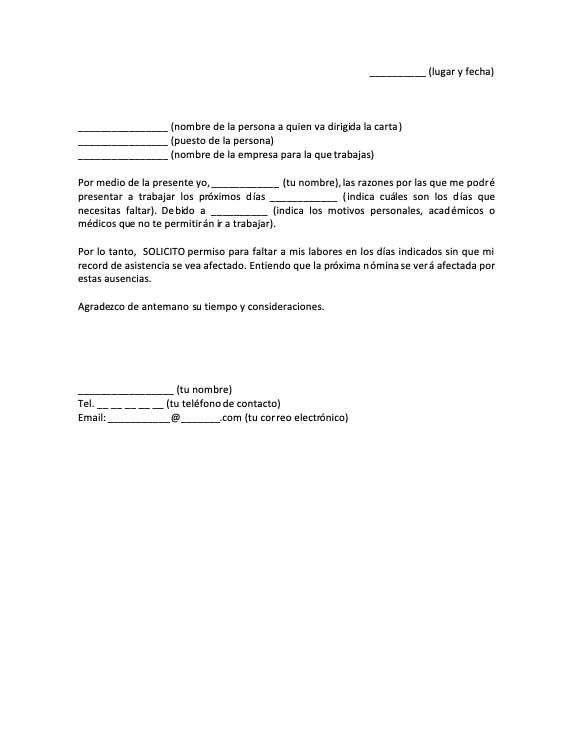 __________ (lugar y fecha)
________________ (nombre de la persona a quien va dirigida la carta)
________________ (puesto de la persona)
________________ (nombre de la empresa para la que trabajas)
Por medio de la presente yo, ____________ (tu nombre), las razones por las que me podré
presentar a trabajar los próximos días ____________ (indica cuáles son los días que
necesitas faltar). Debido a __________ (indica los motivos personales, académicos o
médicos que no te permitirán ir a trabajar).
Por lo tanto, SOLICITO permiso para faltar a mis labores en los días indicados sin que mi
record de asistencia se vea afectado. Entiendo que la próxima nómina se verá afectada por
estas ausencias.
Agradezco de antemano su tiempo y consideraciones.
_________________ (tu nombre)
Tel. __ __ __ __ __ (tu teléfono de contacto)
Email: ___________@_______.com (tu correo electrónico)